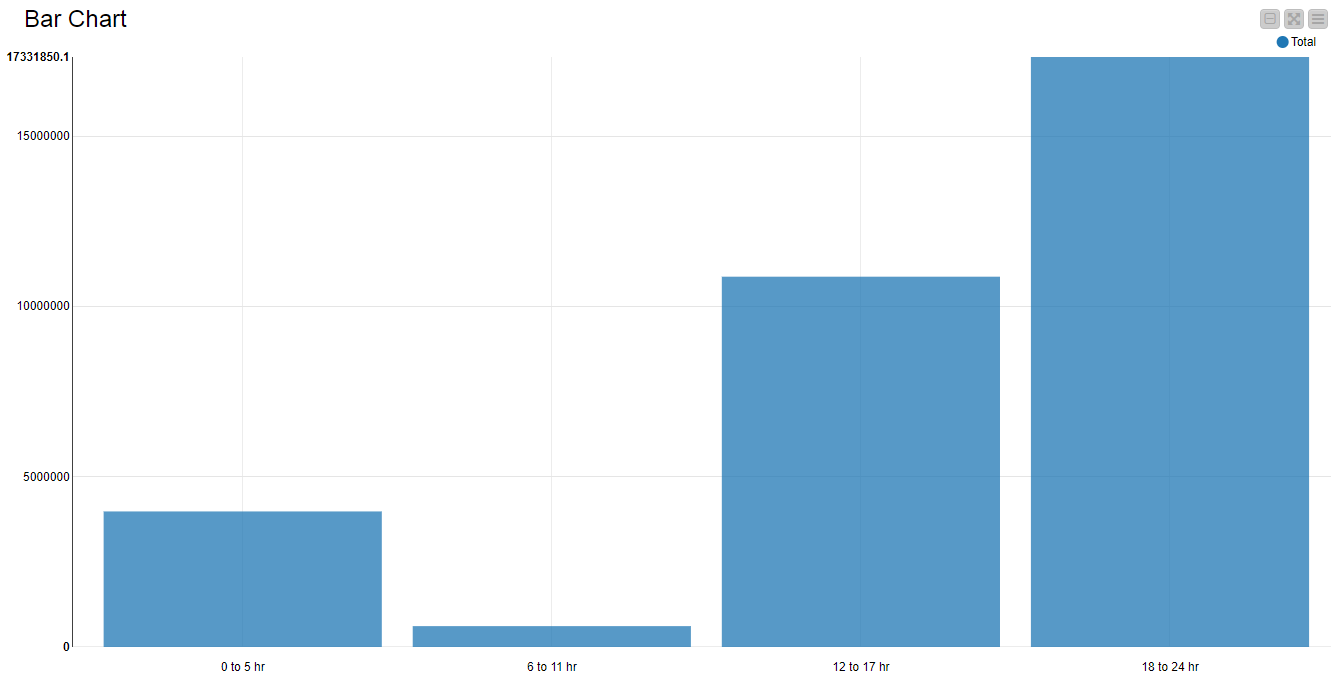 Bar Chart
Total
17331850.1
15000000
10000000
5000000
0
0 to 5 hr
6 to 11 hr
12 to 17 hr
18 to 24 hr